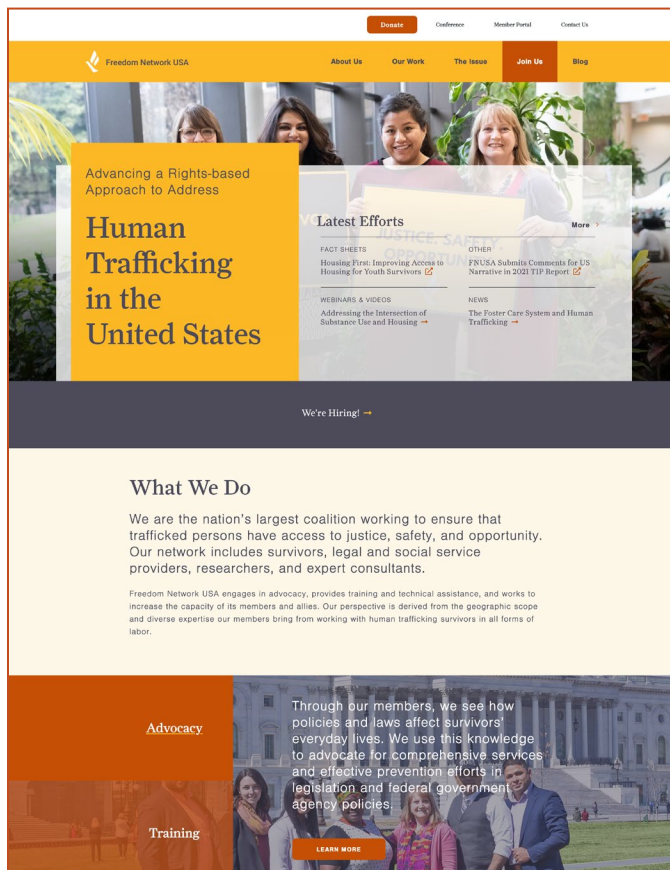 Donate
Conference
Member Portal
Contact Us
Freedom Network USA
About Us
Our Work
The Issue
Join Us
Blog
Advancing a Rights-based
Approach to Address
Human
Trafficking
in the
United States
Latest Efforts
More
JUSTICE, SAFETY,
FACT SHEETS
Housing First: Improving Access to
Housing for Youth Survivors
OTHER
FNUSA Submits Comments for US
Narrative in 2021 TIP Report
WEBINARS & VIDEOS
Addressing the Intersection of
Substance Use and Housing →
NEWS
The Foster Care System and Human
Trafficking →
We're Hiring! →
What We Do
We are the nation's largest coalition working to ensure that
trafficked persons have access to justice, safety, and opportunity.
Our network includes survivors, legal and social service
providers, researchers, and expert consultants.
Freedom Network USA engages in advocacy, provides training and technical assistance, and works to
increase the capacity of its members and allies. Our perspective is derived from the geographic scope
and diverse expertise our members bring from working with human trafficking survivors in all forms of
labor.
Advocacy
Training
Through our members, we see how
policies and laws affect survivors'
everyday lives. We use this knowledge
to advocate for comprehensive services
and effective prevention efforts in
legislation and federal government
agency policies.
LEARN MORE